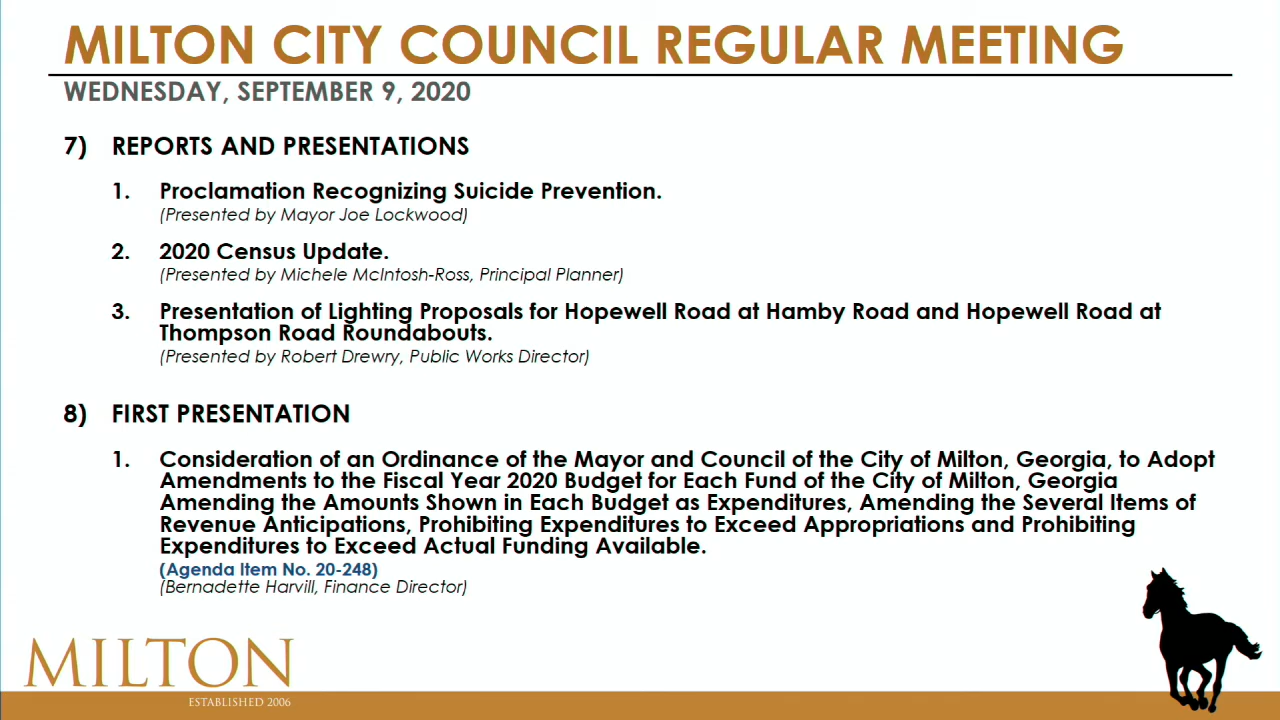 MILTON CITY COUNCIL REGULAR MEETING
WEDNESDAY, SEPTEMBER 9, 2020
7) REPORTS AND PRESENTATIONS
1. Proclamation Recognizing Suicide Prevention.
(Presented by Mayor Joe Lockwood)
2. 2020 Census Update.
(Presented by Michele McIntosh-Ross, Principal Planner)
3. Presentation of Lighting Proposals for Hopewell Road at Hamby Road and Hopewell Road at
Thompson Road Roundabouts.
(Presented by Robert Drewry, Public Works Director)
8) FIRST PRESENTATION
1. Consideration of an Ordinance of the Mayor and Council of the City of Milton, Georgia, to Adopt
Amendments to the Fiscal Year 2020 Budget for Each Fund of the City of Milton, Georgia
Amending the Amounts Shown in Each Budget as Expenditures, Amending the Several Items of
Revenue Anticipations, Prohibiting Expenditures to Exceed Appropriations and Prohibiting
Expenditures to Exceed Actual Funding Available.
(Agenda Item No. 20-248)
(Bernadette Harvill, Finance Director)
MILTON
ESTABLISHED 2006